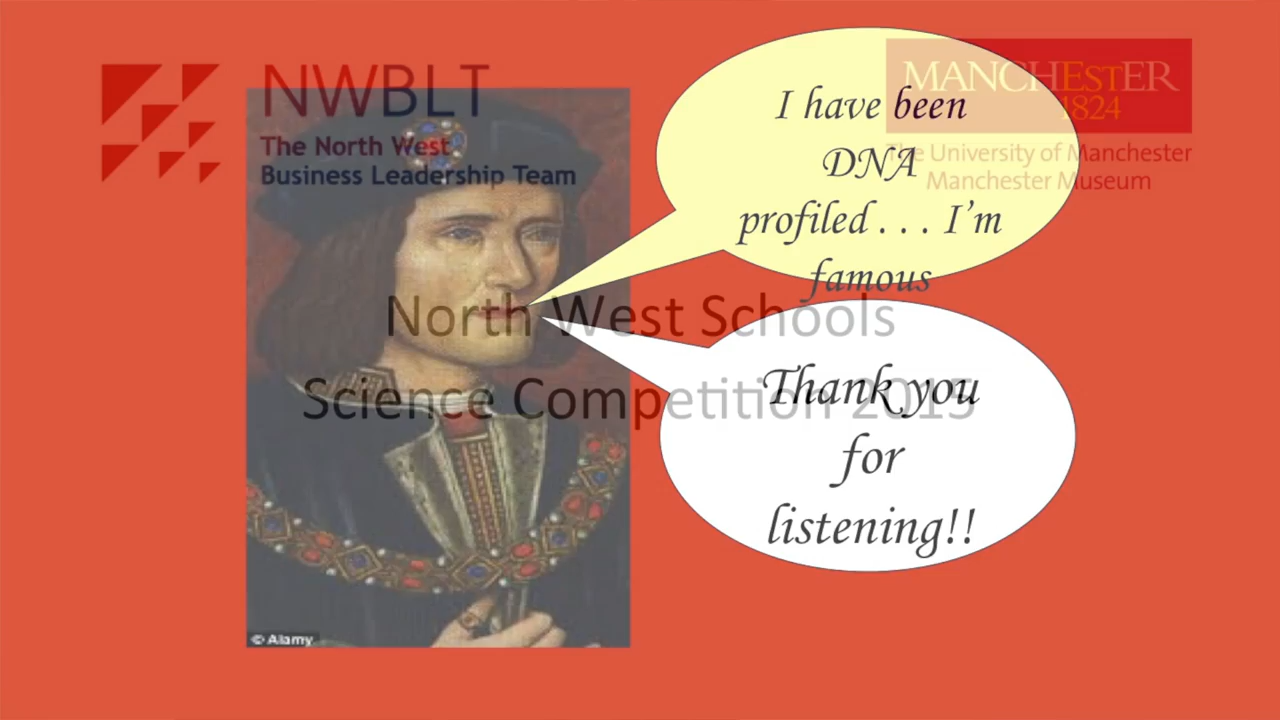 NWBLT
The North West
Business Leadership Team
MANCHESTER
1824
The University of Manchester
Manchester Museum
I have been
DNA
profiled . . . I’m
famous
North West Schools
Science Competition 2015
Thank you
for
listening!!
© Alamy